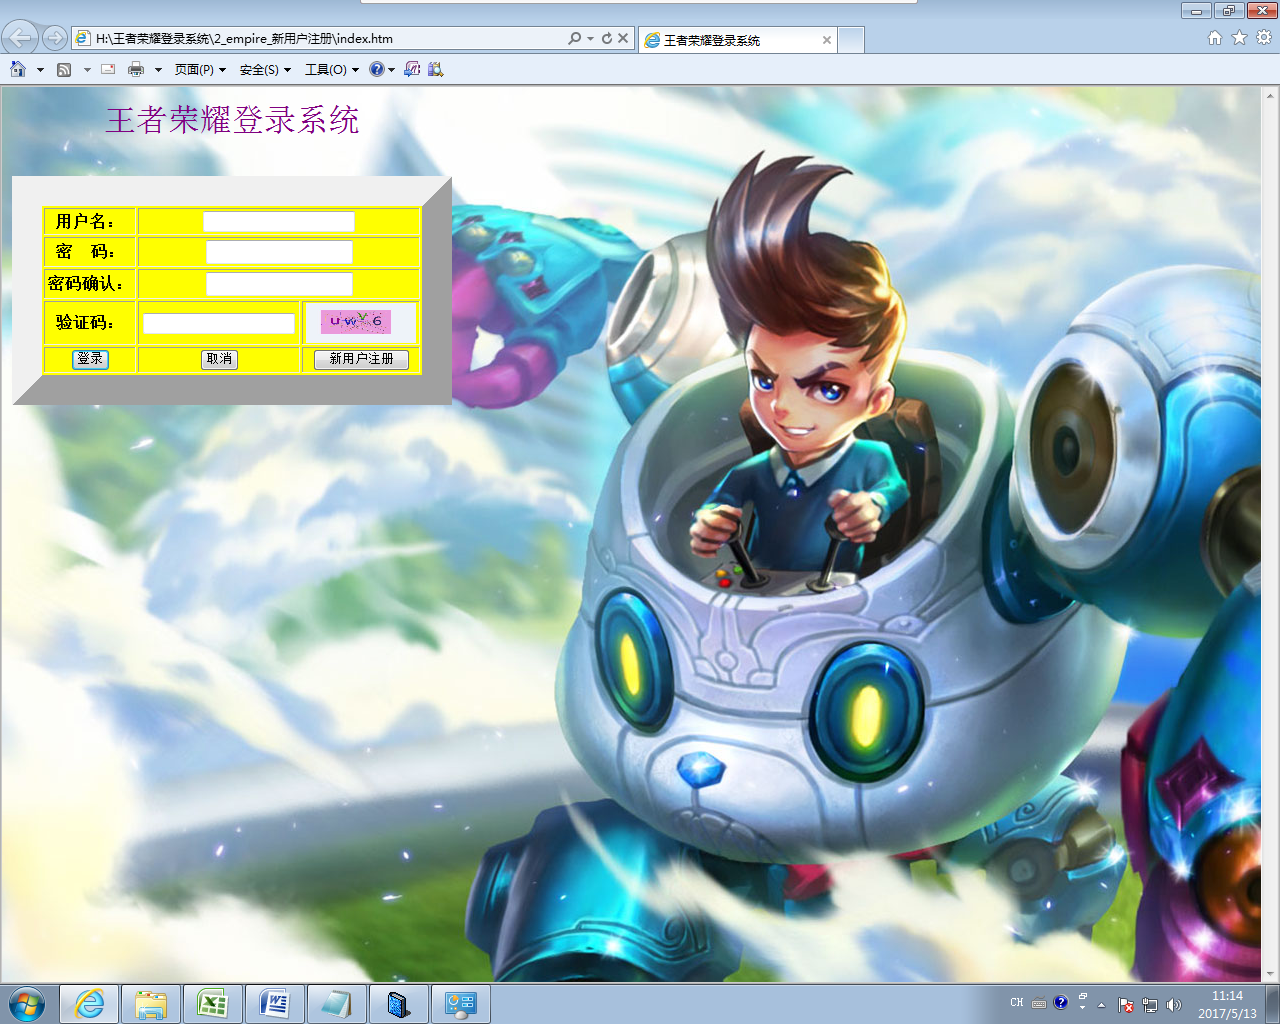 H:\王者荣耀登录系统\2_empire_新用户注册\index.htm
王者荣耀登录系统
页面(P) 安全(S) 工具(O)
王者荣耀登录系统
用户名：
密 码：
密码确认：
验证码： uwY6
登录 取消 新用户注册
CH 11:14
2017/5/13